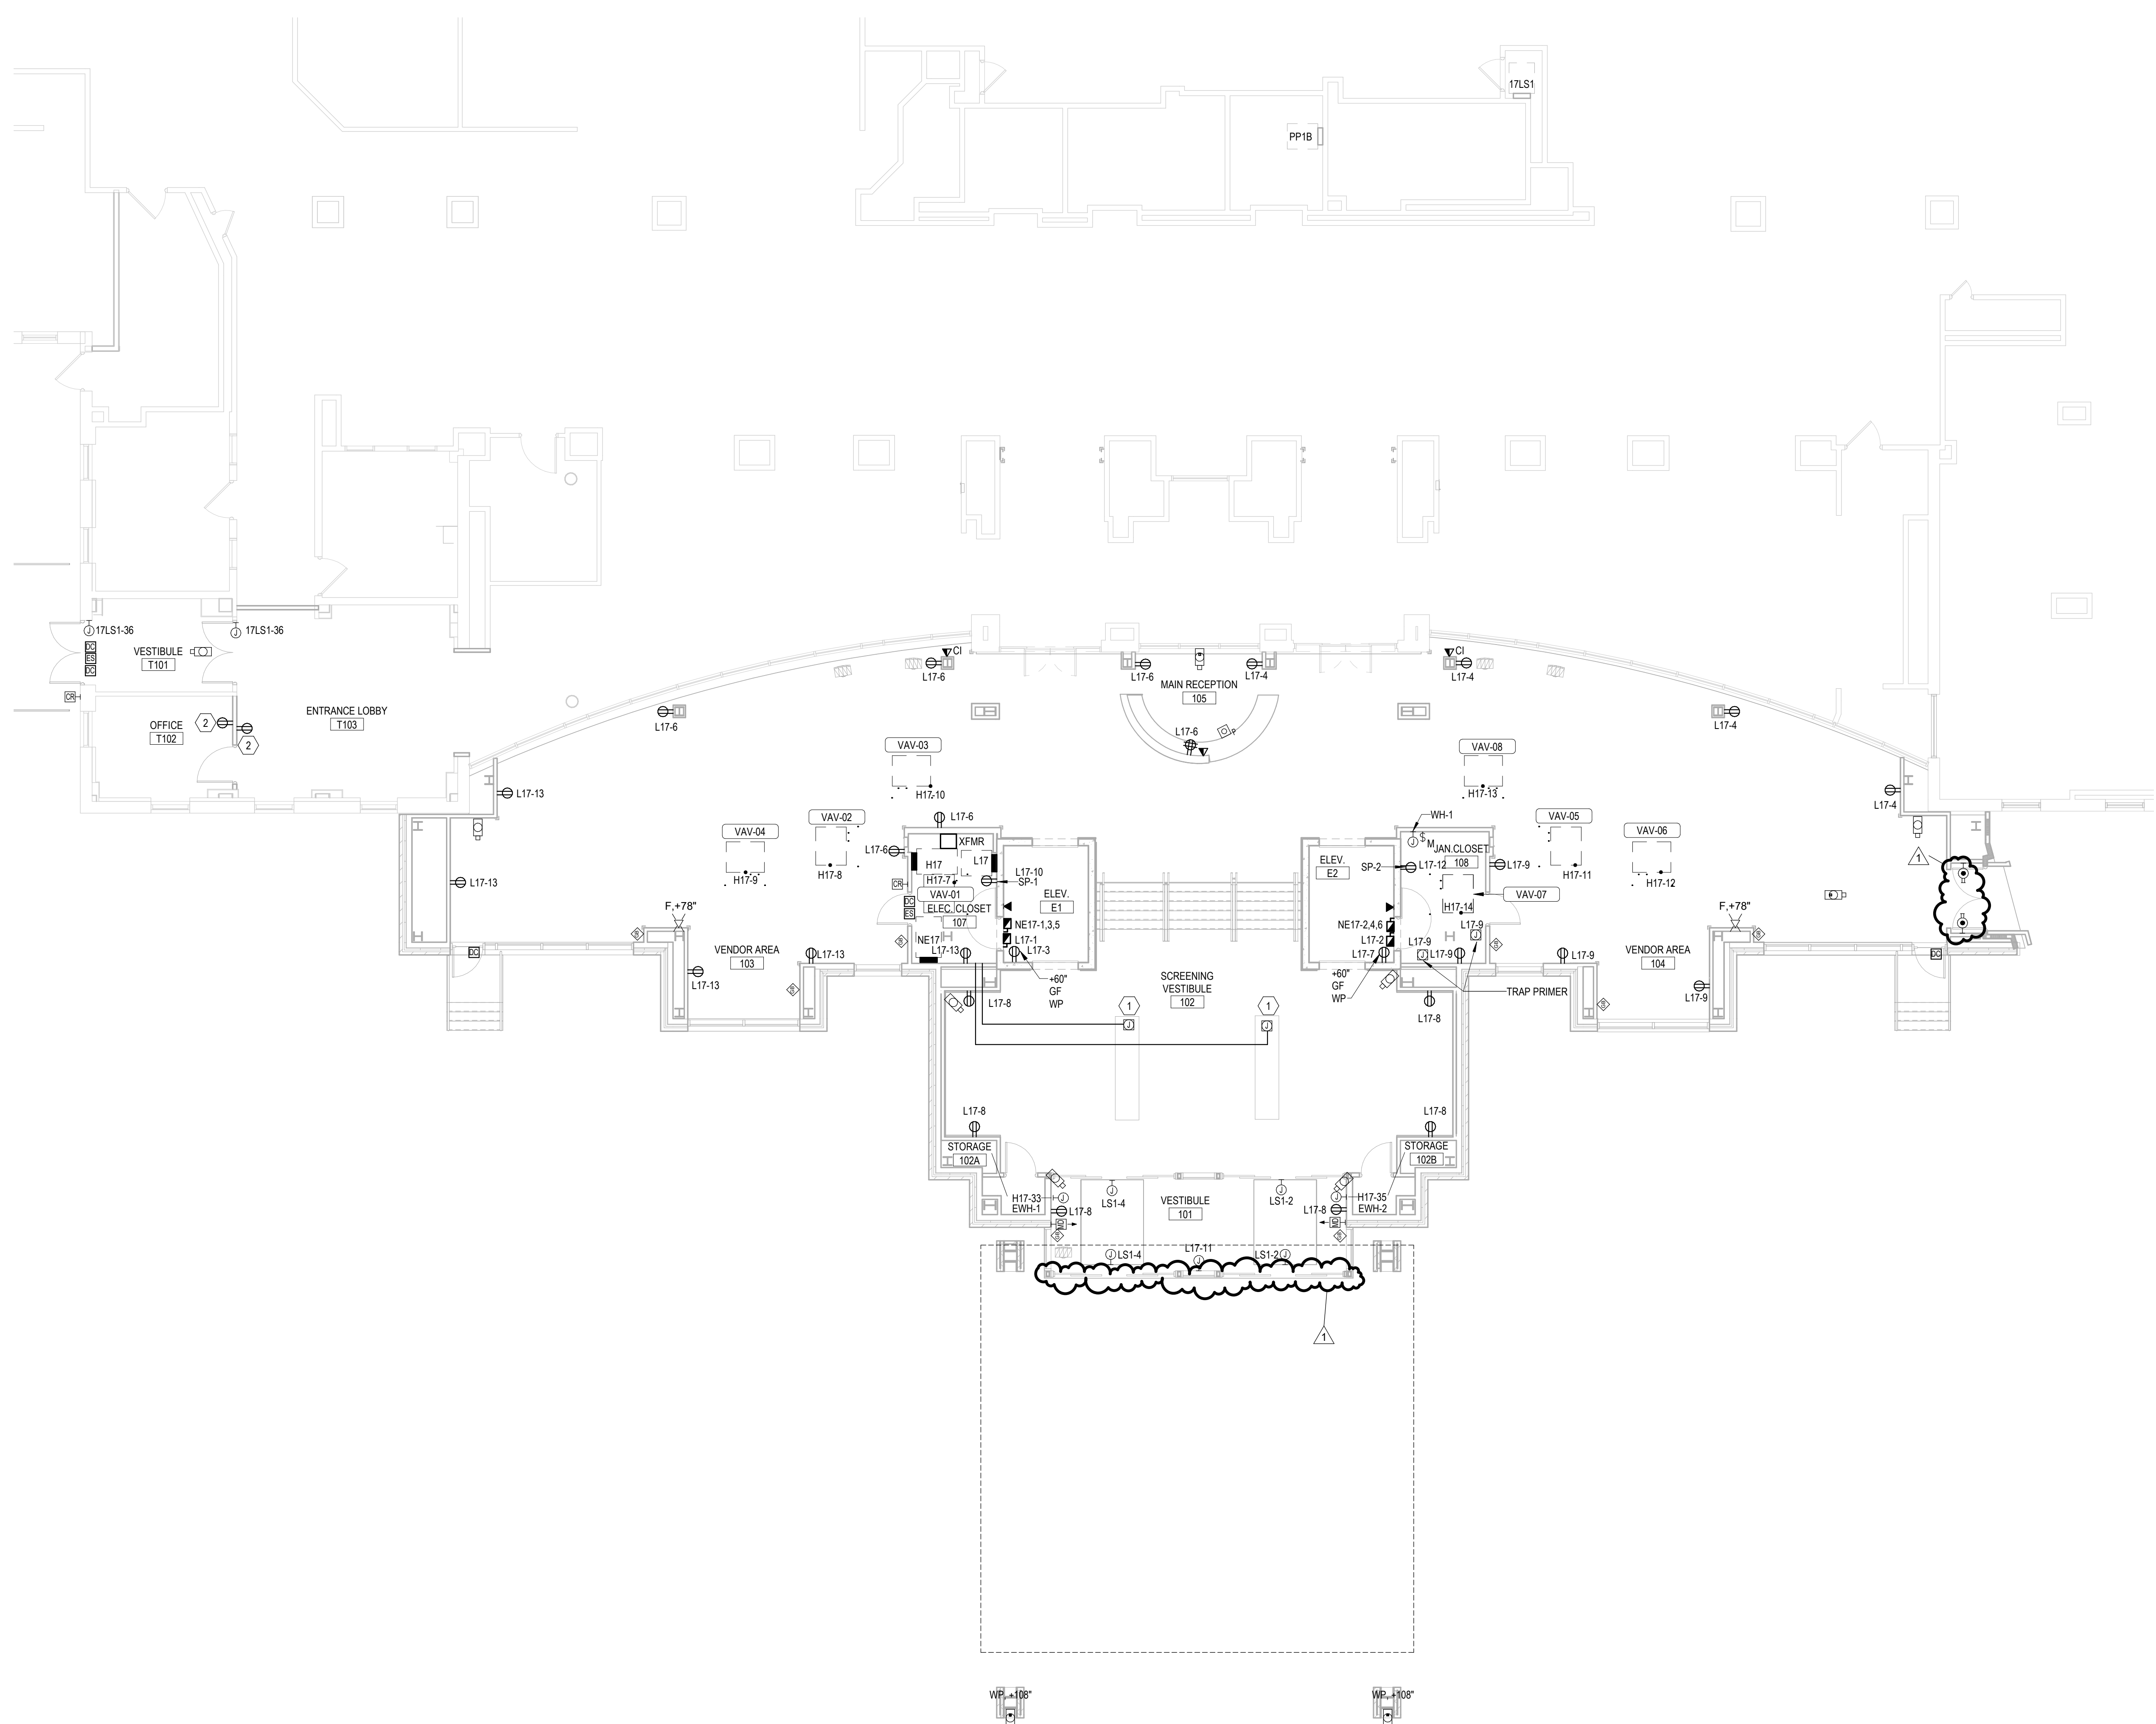 17LS1
PP1B
17LS1-36
17LS1-36
DC
ES
DC
VESTIBULE
T101
CR
OFFICE
T102
2
2
ENTRANCE LOBBY
T103
CI
L17-6
L17-6
L17-6
L17-4
MAIN RECEPTION
105
L17-6
CI
L17-4
L17-4
VAV-03
H17-10
VAV-08
H17-13
L17-13
L17-4
VAV-04
H17-9
VAV-02
H17-8
L17-6
L17-6
XFMR
H17
L17
H17-7
L17-10
SP-1
CR
VAV-01
DC
ES
ELEC. CLOSET
107
ELEV.
E1
NE17
L17-13
NE17-1,3,5
L17-1
L17-3
+60"
GF
WP
WH-1
J
$
M
JAN.CLOSET
108
ELEV.
E2
SP-2
L17-12
L17-9
VAV-07
H17-14
NE17-2,4,6
L17-2
L17-7
L17-9
L17-9
L17-9
+60"
GF
WP
TRAP PRIMER
VAV-05
H17-11
VAV-06
H17-12
1
L17-13
F,+78"
DC
VENDOR AREA
103
L17-13
L17-13
F,+78"
VENDOR AREA
104
L17-9
L17-9
DC
SCREENING
VESTIBULE
102
1
1
J
J
L17-8
L17-8
L17-8
L17-8
STORAGE
102A
STORAGE
102B
H17-33
EWH-1
J
L17-8
MD
LS1-4
VESTIBULE
101
LS1-2
J
H17-35
EWH-2
L17-8
MD
LS1-4
L17-11
LS1-2
1
WP, +108"
WP, +108"